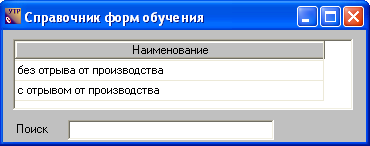 Справочник форм обучения
Наименование
без отрыва от производства
с отрывом от производства
Поиск